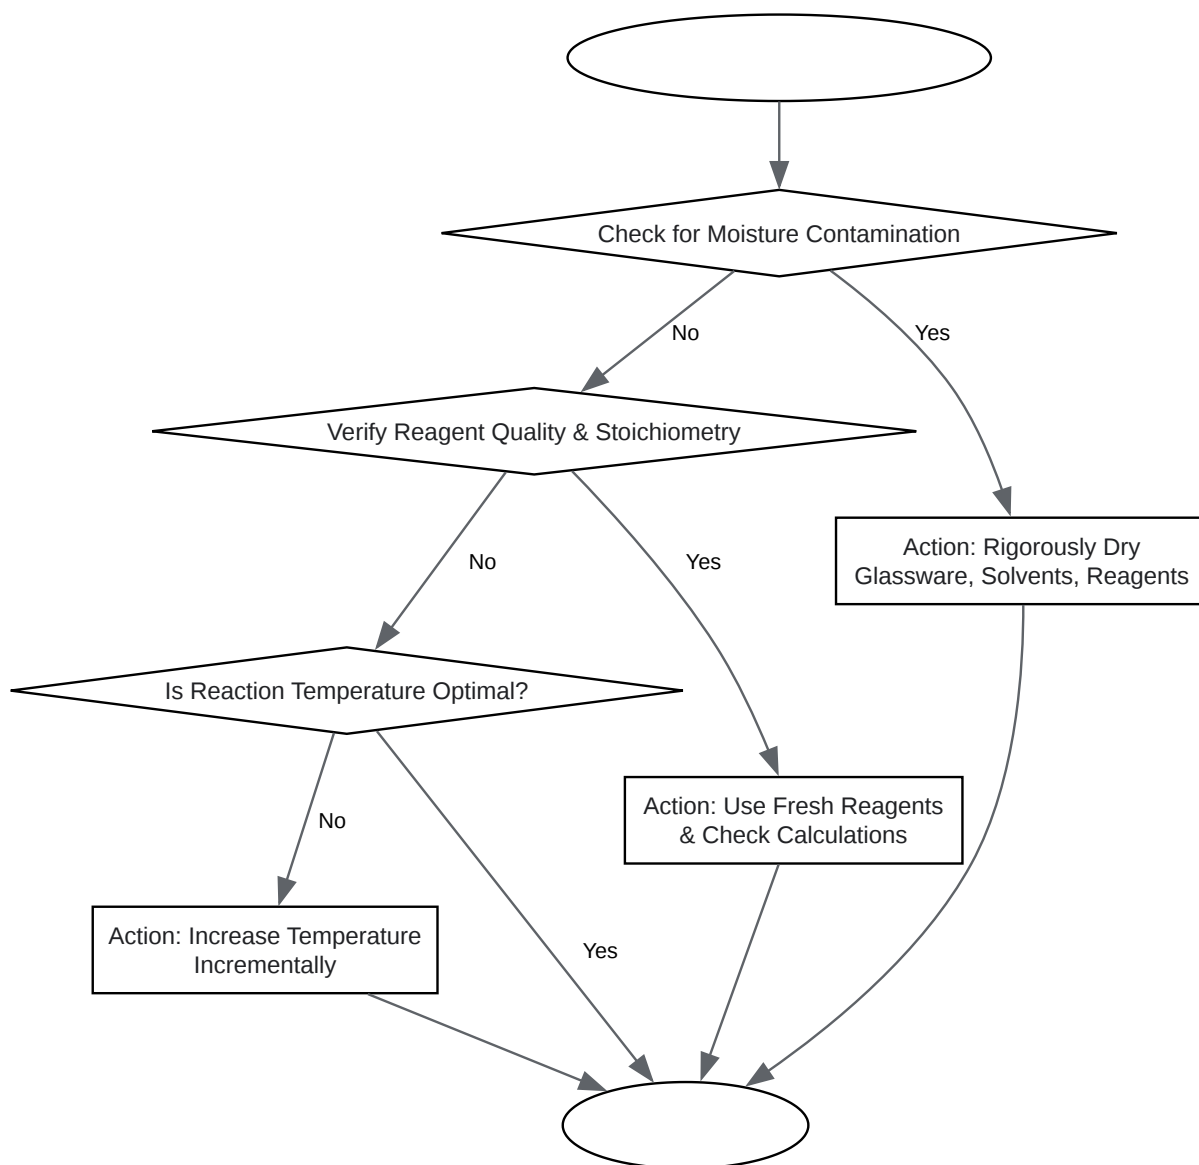 Check for Moisture Contamination
No
Yes
Verify Reagent Quality & Stoichiometry
No
Yes
Action: Rigorously Dry
Glassware, Solvents, Reagents
Is Reaction Temperature Optimal?
No
Action: Use Fresh Reagents
& Check Calculations
Action: Increase Temperature
Incrementally
Yes